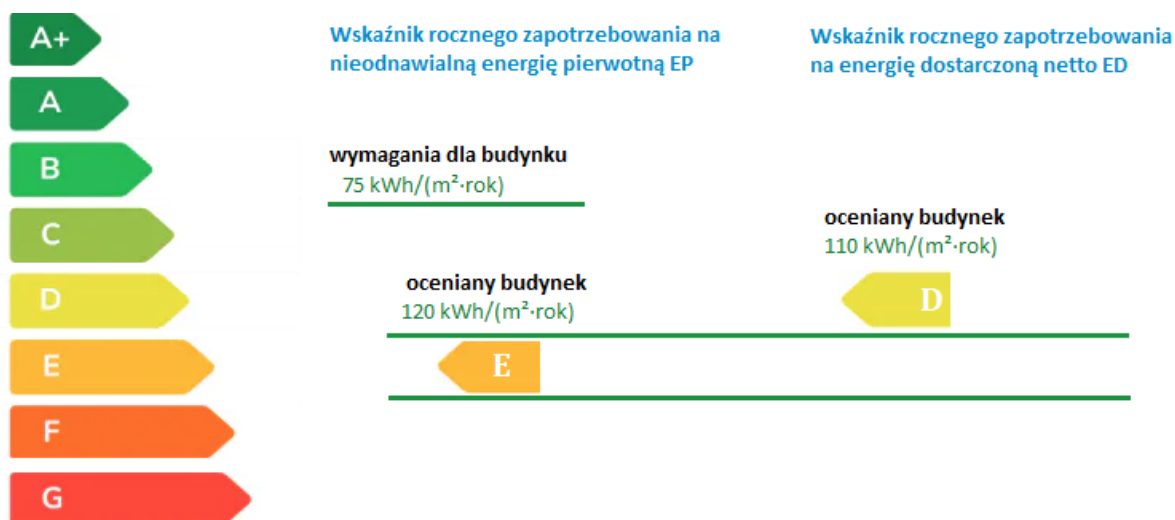 A+
A
B
C
D
E
F
G
Wskaźnik rocznego zapotrzebowania na
nieodnawialną energię pierwotną EP
wymagania dla budynku
75 kWh/(m²·rok)
oceniany budynek
120 kWh/(m²·rok)
E
Wskaźnik rocznego zapotrzebowania
na energię dostarczoną netto ED
oceniany budynek
110 kWh/(m²·rok)
D